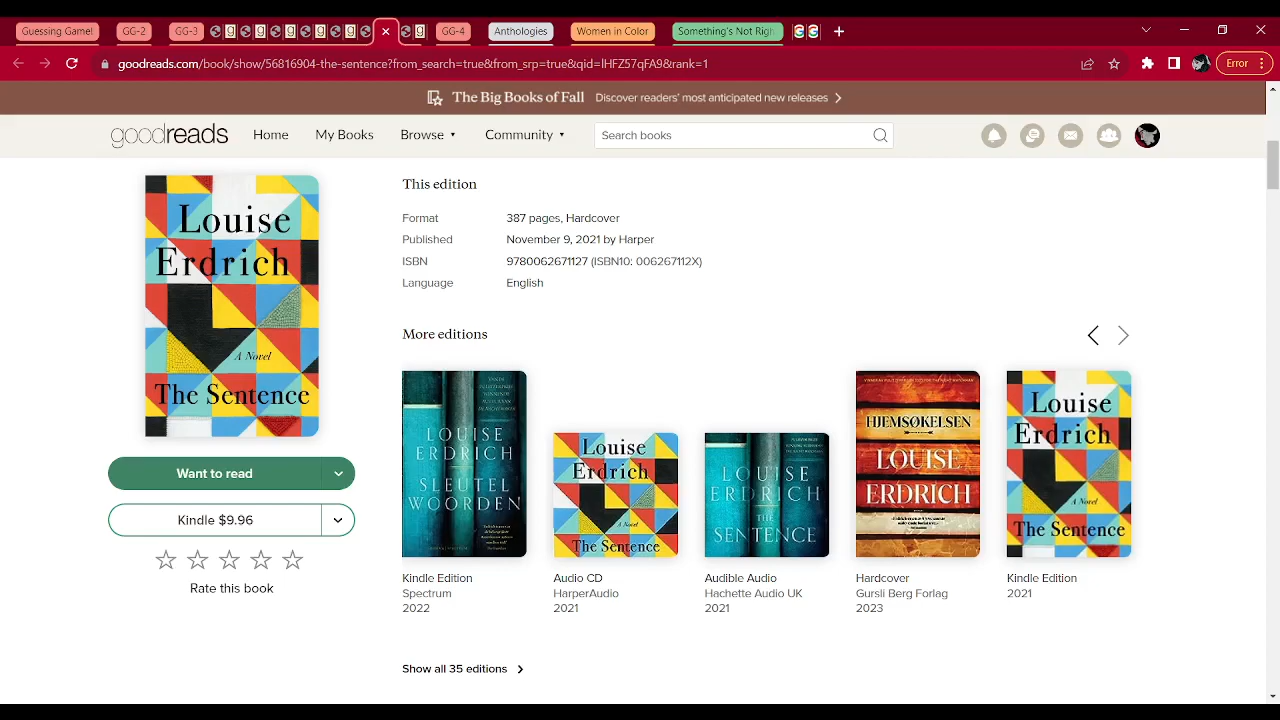 Guessing Game!
GG-2
GG-3
GG-4
Anthologies
Women in Color
Something's Not Righ
goodreads.com/book/show/56816904-the-sentence?from_search=true&from_srp=true&qid=lHFZ57qFA9&rank=1
Error
The Big Books of Fall Discover readers' most anticipated new releases
goodreads Home My Books Browse Community Search books
Louise
Erdrich
A Novel
The Sentence
Want to read
Kindle $9.96
Rate this book
This edition
Format 387 pages, Hardcover
Published November 9, 2021 by Harper
ISBN 9780062671127 (ISBN10: 006267112X)
Language English
More editions
LOUISE
ERDRICH
SLEUTEL
WOORDEN
Kindle Edition
Spectrum
2022
Louise
Erdrich
A Novel
The Sentence
Audio CD
HarperAudio
2021
LOUISE
ERDRICH
THE
SENTENCE
Audible Audio
Hachette Audio UK
2021
HJEMSØKELSEN
LOUISE
ERDRICH
Hardcover
Gursli Berg Forlag
2023
Louise
Erdrich
A Novel
The Sentence
Kindle Edition
2021
Show all 35 editions